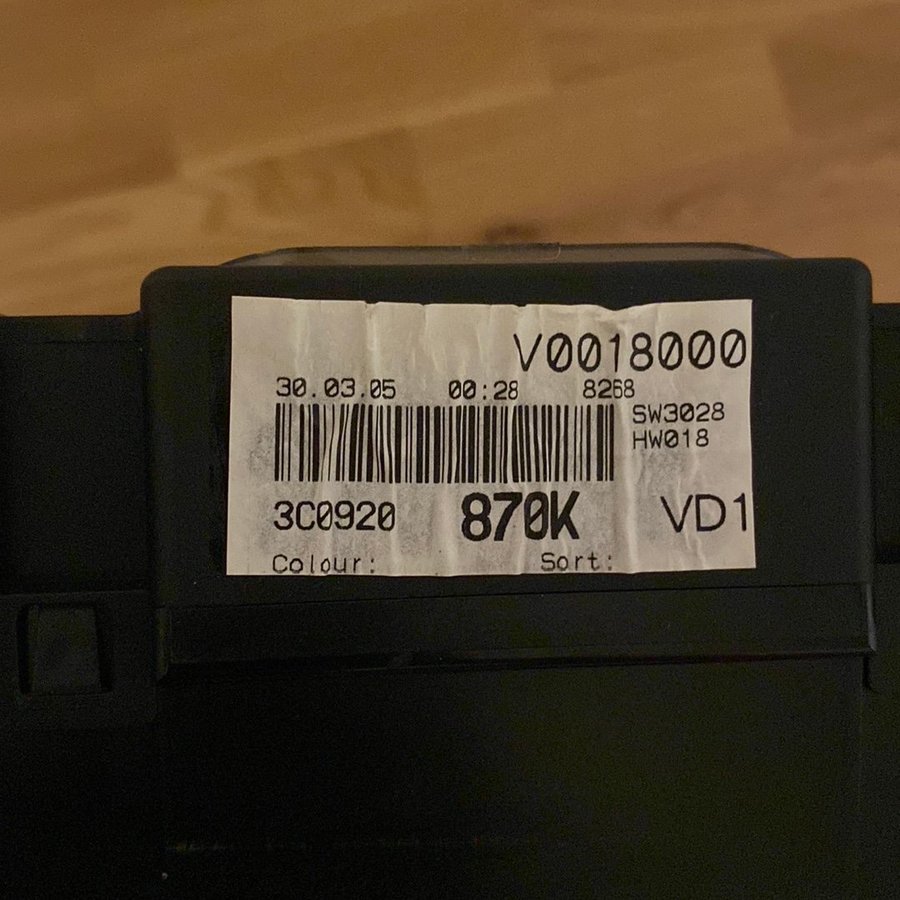 V0018000
30.03.05 00:28 8268
SW3028
HW018
3C0920 870K VD1
Colour: Sort: